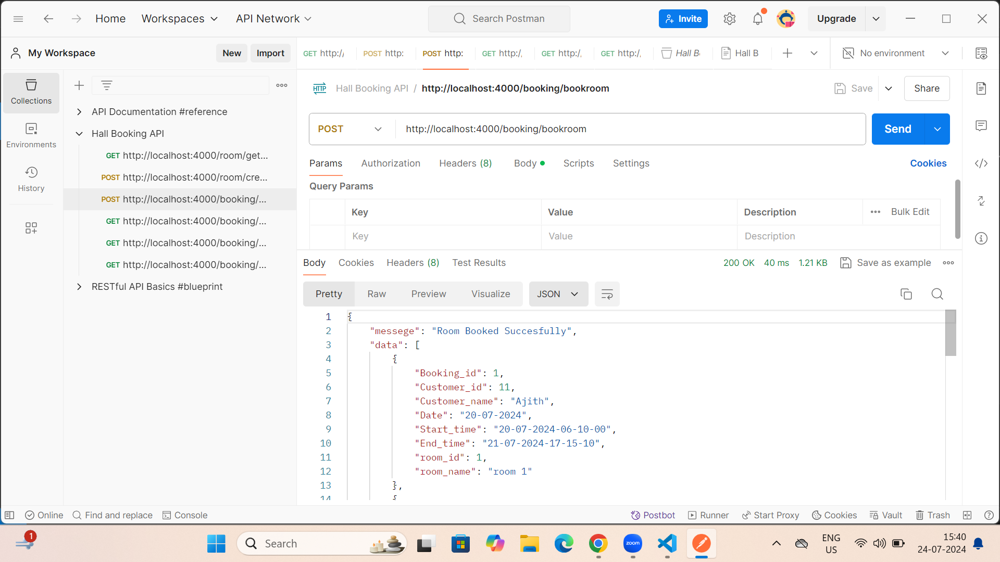 Home
Workspaces
API Network
Search Postman
Invite
Upgrade
My Workspace
New
Import
GET http:/
POST http:
POST http:
GET http:/
GET http:/
GET http:/
Hall B
Hall B
No environment
Collections
Environments
History
API Documentation #reference
Hall Booking API
GET http://localhost:4000/room/get...
POST http://localhost:4000/room/cre...
POST http://localhost:4000/booking/...
GET http://localhost:4000/booking/...
GET http://localhost:4000/booking/...
GET http://localhost:4000/booking/...
RESTful API Basics #blueprint
HTTP
Hall Booking API / http://localhost:4000/booking/bookroom
Save
Share
POST
http://localhost:4000/booking/bookroom
Send
Params
Authorization
Headers (8)
Body
Scripts
Settings
Cookies
Query Params
Key
Value
Description
Bulk Edit
Key
Value
Description
Body
Cookies
Headers (8)
Test Results
200 OK
40 ms
1.21 KB
Save as example
Pretty
Raw
Preview
Visualize
JSON
1 {
2 "messege": "Room Booked Succesfully",
3 "data": [
4 {
5 "Booking_id": 1,
6 "Customer_id": 11,
7 "Customer_name": "Ajith",
8 "Date": "20-07-2024",
9 "Start_time": "20-07-2024-06-10-00",
10 "End_time": "21-07-2024-17-15-10",
11 "room_id": 1,
12 "room_name": "room 1"
13 },
14 {
Online
Find and replace
Console
Postbot
Runner
Start Proxy
Cookies
Vault
Trash
1
Search
zoom
ENG
US
15:40
24-07-2024